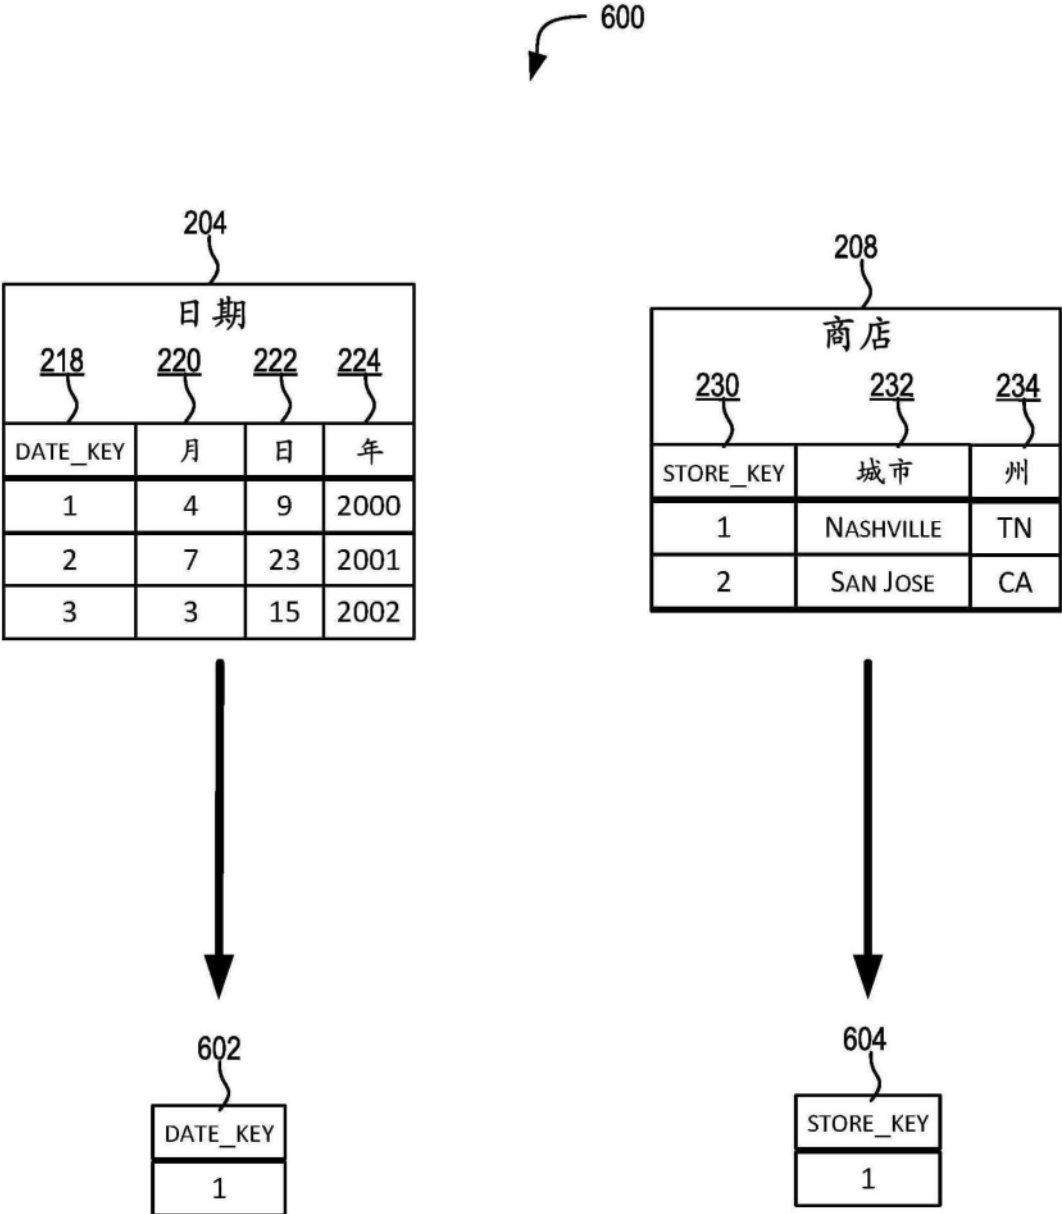 600
204
日期
218 220 222 224
DATE_KEY 月 日 年
1 4 9 2000
2 7 23 2001
3 3 15 2002
208
商店
230 232 234
STORE_KEY 城市 州
1 NASHVILLE TN
2 SAN JOSE CA
602
DATE_KEY
1
604
STORE_KEY
1